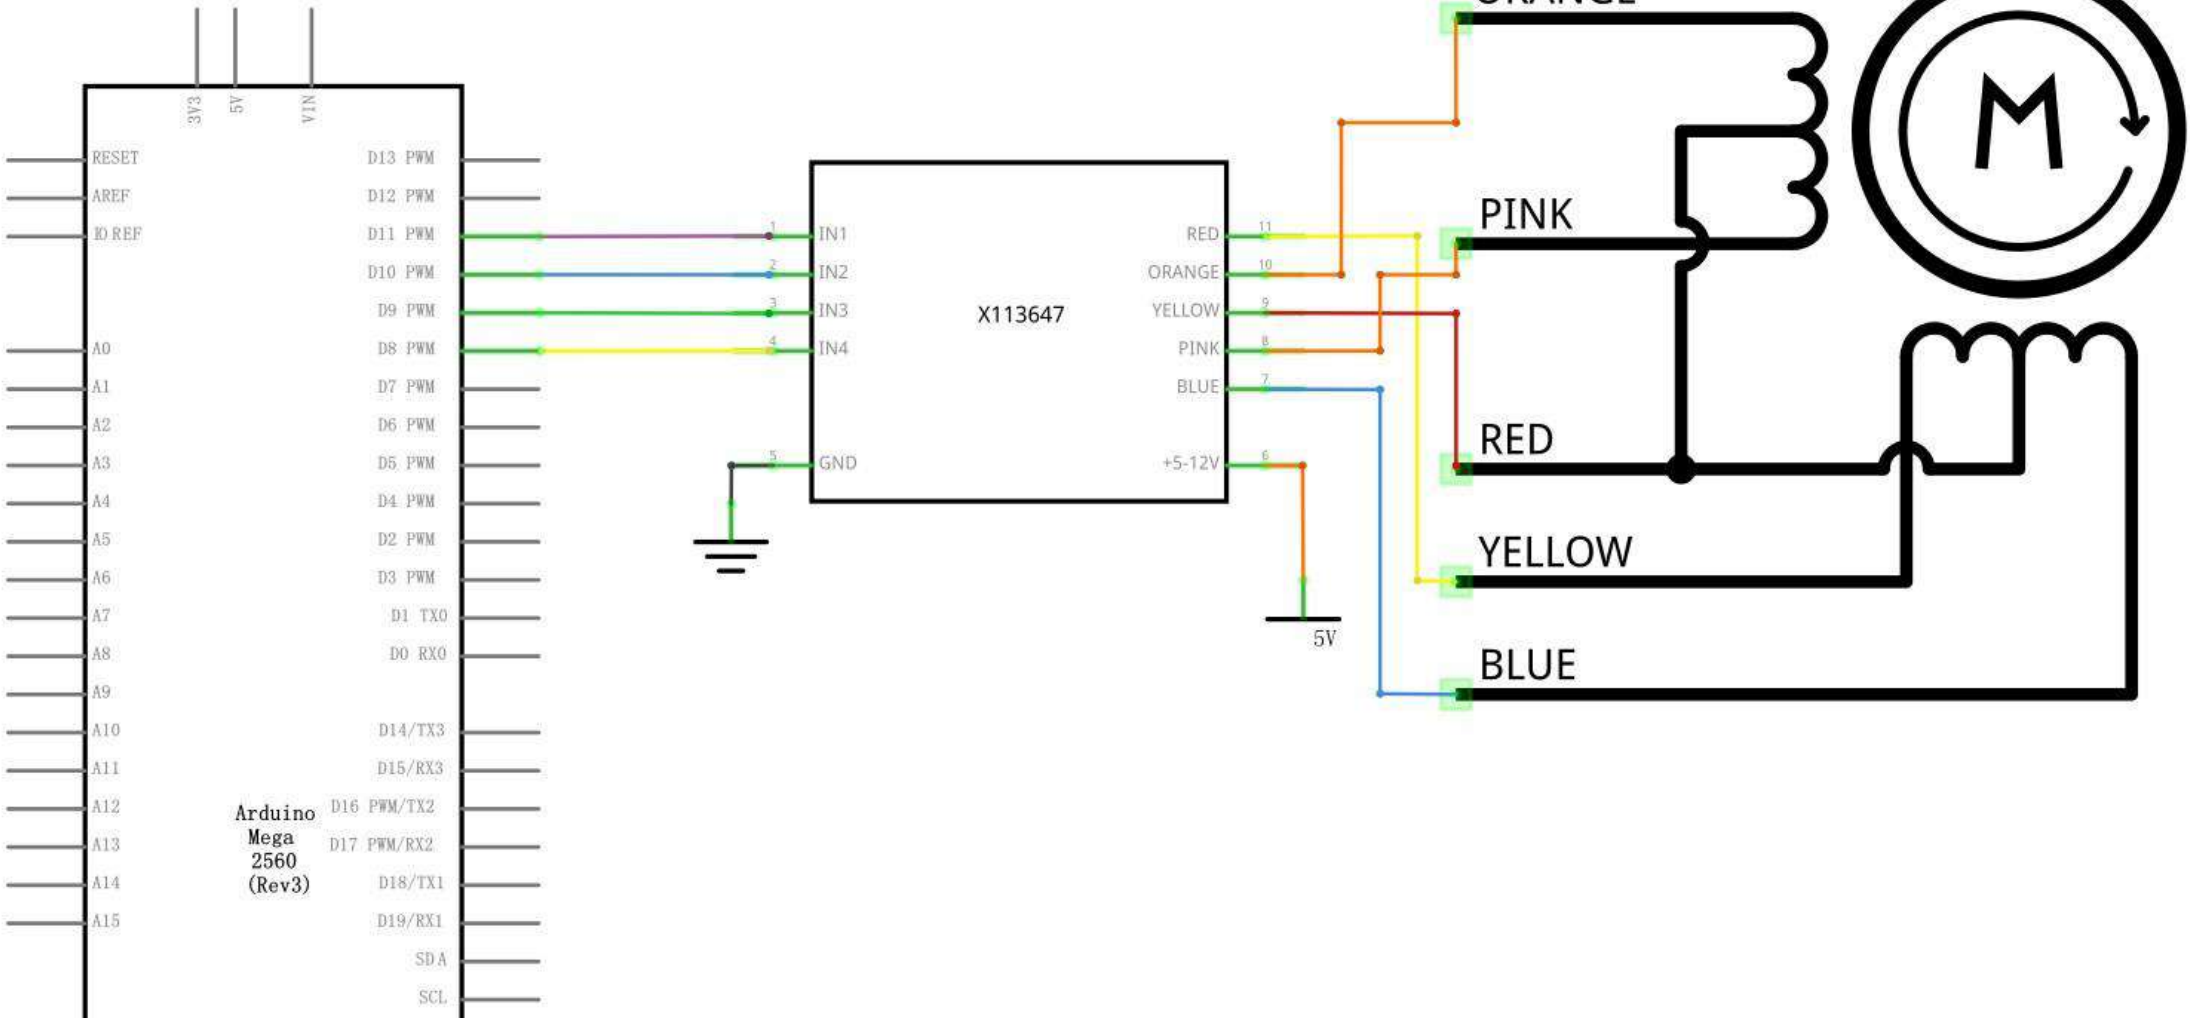 ORANGE
3V3
5V
VIN
RESET
AREF
IOREF
A0
A1
A2
A3
A4
A5
A6
A7
A8
A9
A10
A11
A12
A13
A14
A15
D13 PWM
D12 PWM
D11 PWM
D10 PWM
D9 PWM
D8 PWM
D7 PWM
D6 PWM
D5 PWM
D4 PWM
D2 PWM
D3 PWM
D1 TX0
D0 RX0
D14/TX3
D15/RX3
D16 PWM/TX2
D17 PWM/RX2
D18/TX1
D19/RX1
SDA
SCL
Arduino
Mega
2560
(Rev3)
1 IN1
2 IN2
3 IN3
4 IN4
5 GND
X113647
RED 11
ORANGE 10
YELLOW 9
PINK 8
BLUE 7
+5-12V 6
5V
PINK
RED
YELLOW
BLUE
M